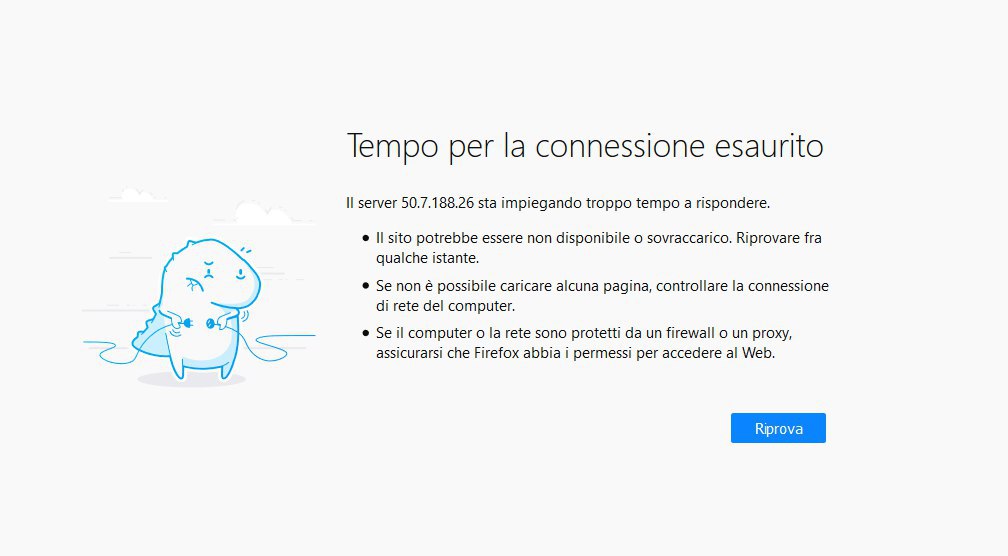 Tempo per la connessione esaurito
Il server 50.7.188.26 sta impiegando troppo tempo a rispondere.
● Il sito potrebbe essere non disponibile o sovraccarico. Riprovare fra
qualche istante.
● Se non è possibile caricare alcuna pagina, controllare la connessione
di rete del computer.
● Se il computer o la rete sono protetti da un firewall o un proxy,
assicurarsi che Firefox abbia i permessi per accedere al Web.
Riprova